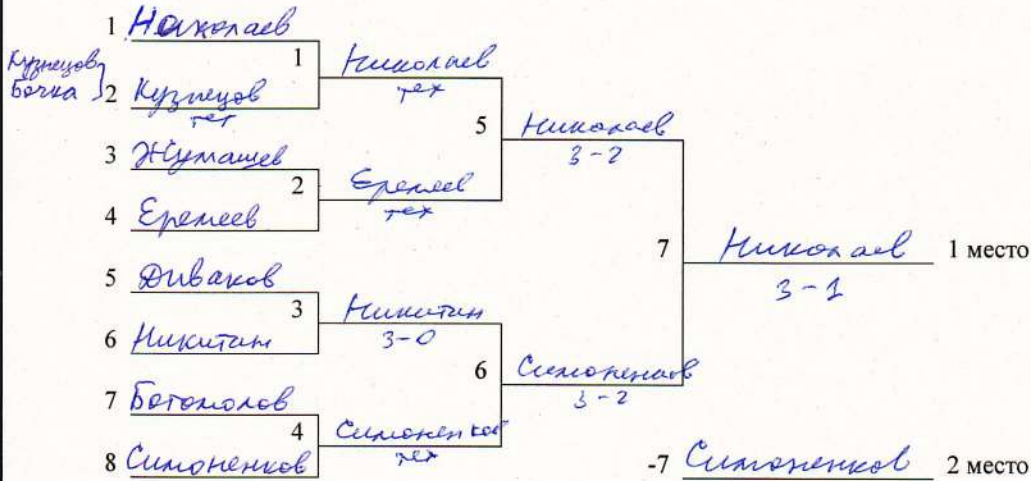 1 Николаев
1
Николаев
тех
Кузнецов
Бочка
2 Кузнецов
тех
5
Николаев
3-2
3 Жумашев
2
Еремеев
тех
4 Еремеев
7
Николаев
3-1
1 место
5 Диваков
3
Никитин
3-0
6 Никитин
6
Симоненков
3-2
7 Богомолов
4
Симоненков
тех
8 Симоненков
-7 Симоненков 2 место